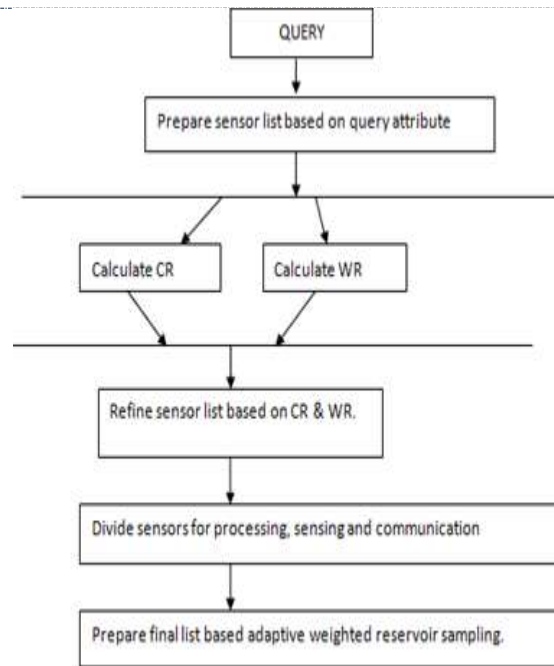 QUERY
Prepare sensor list based on query attribute
Calculate CR
Calculate WR
Refine sensor list based on CR & WR.
Divide sensors for processing, sensing and communication
Prepare final list based adaptive weighted reservoir sampling.